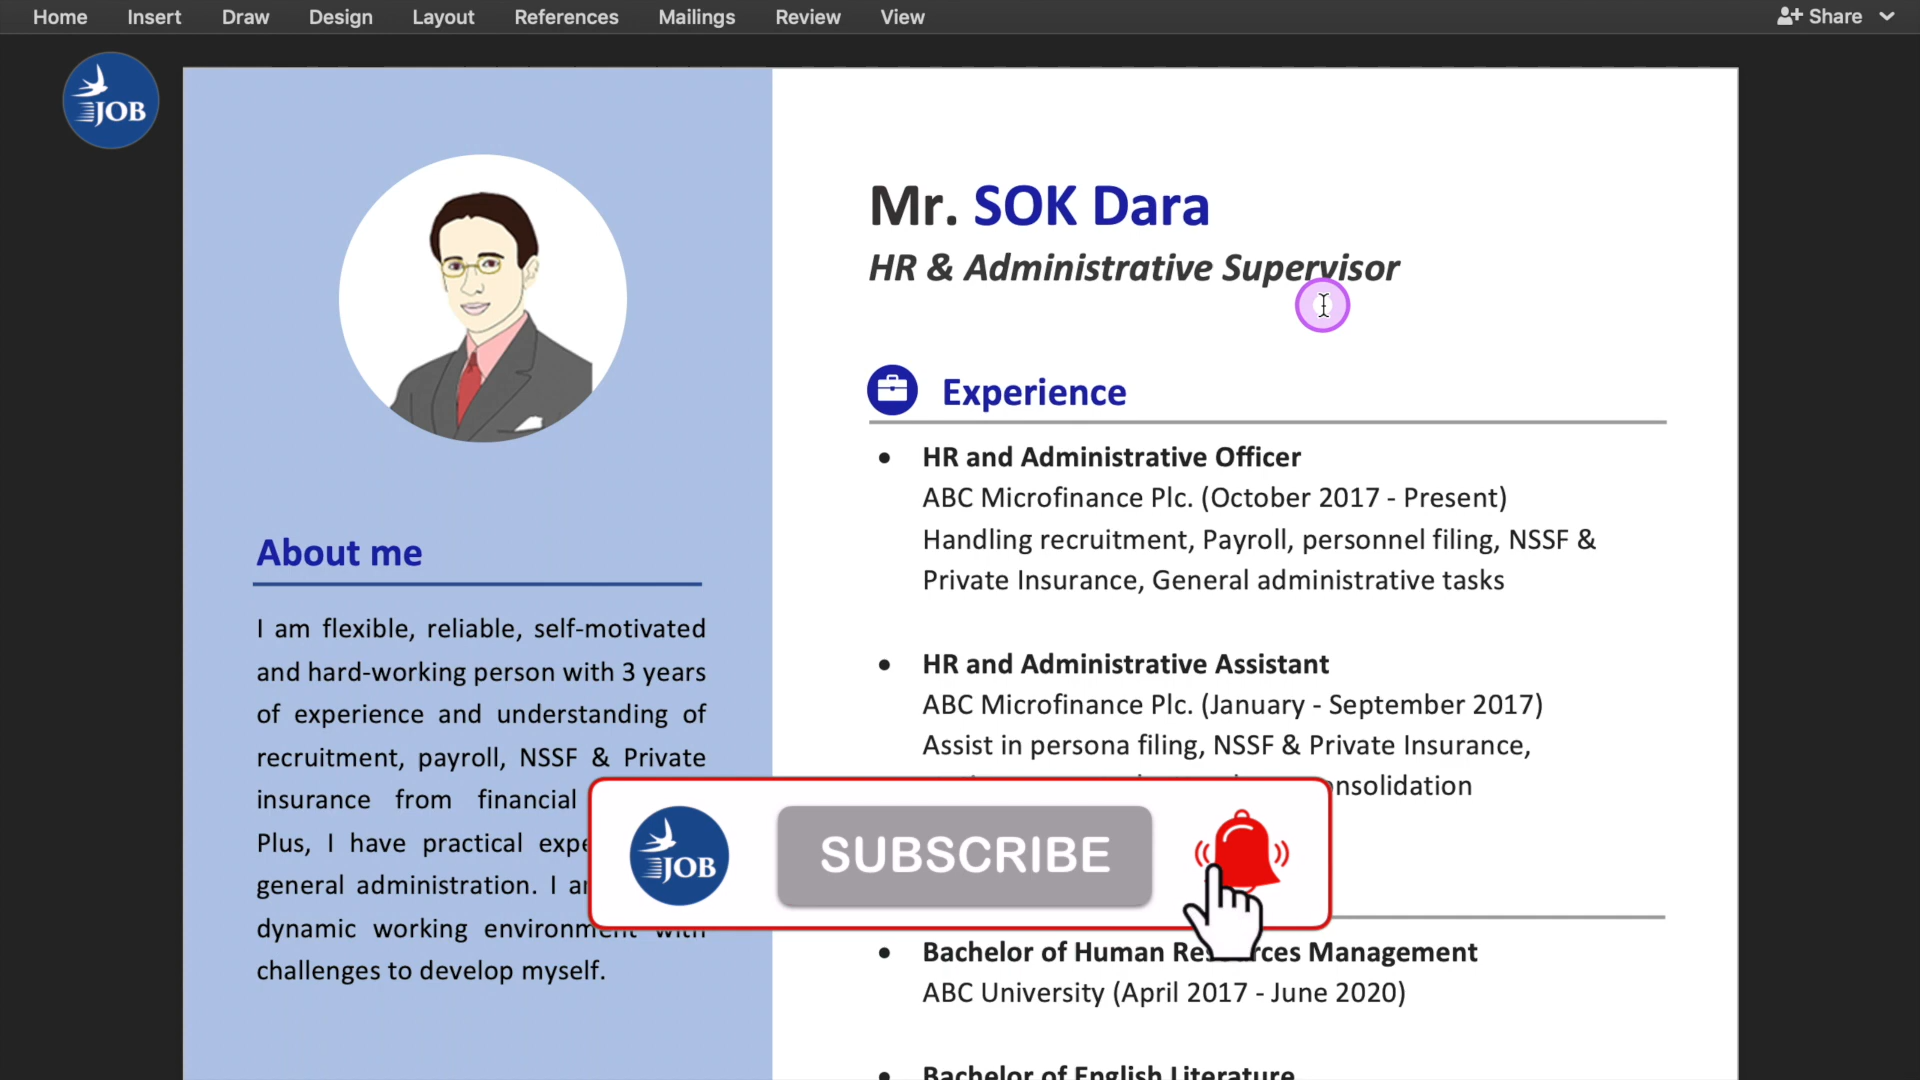 Home Insert Draw Design Layout References Mailings Review View Share
JOB
Mr. SOK Dara
HR & Administrative Supervisor
Experience
• HR and Administrative Officer
ABC Microfinance Plc. (October 2017 - Present)
Handling recruitment, Payroll, personnel filing, NSSF &
Private Insurance, General administrative tasks
• HR and Administrative Assistant
ABC Microfinance Plc. (January - September 2017)
Assist in persona filing, NSSF & Private Insurance,
About me
I am flexible, reliable, self-motivated
and hard-working person with 3 years
of experience and understanding of
recruitment, payroll, NSSF & Private
insurance from financial
Plus, I have practical
general administration. I
dynamic working environment with
challenges to develop myself.
JOB
SUBSCRIBE
• Bachelor of Human Resources Management
ABC University (April 2017 - June 2020)
• Bachelor of English Literature